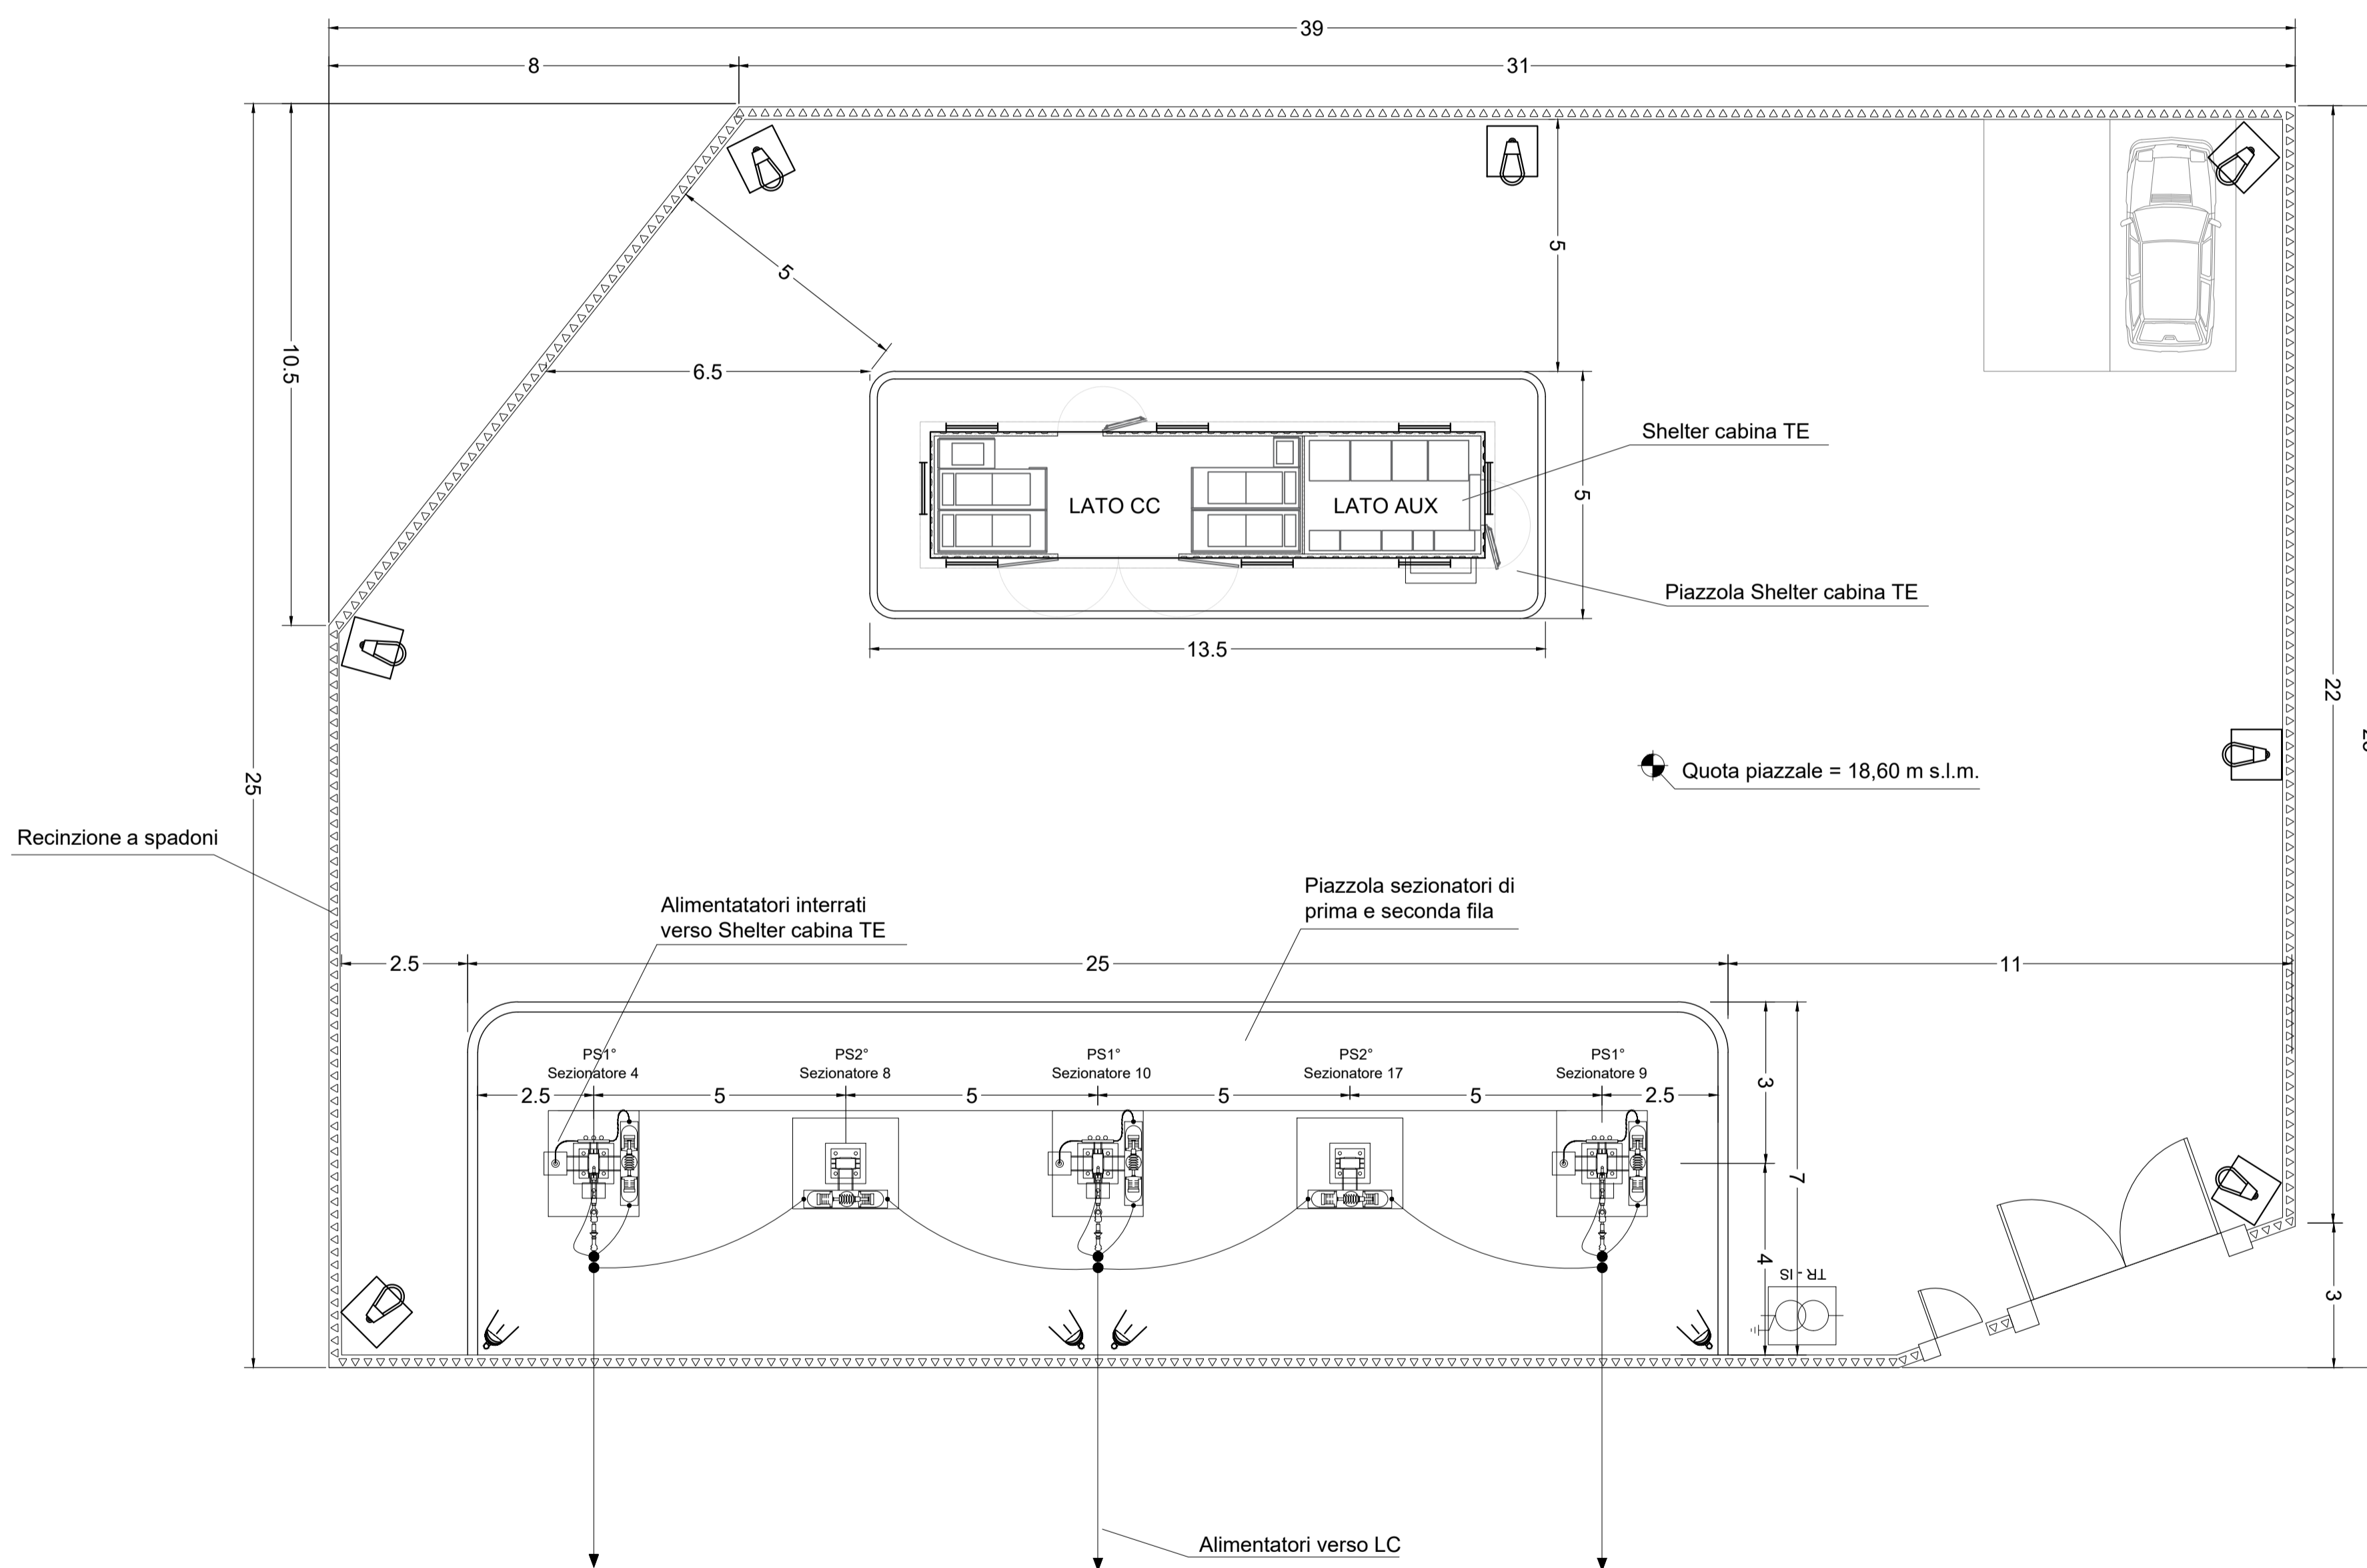 39
8
31
5
5
10.5
6.5
Shelter cabina TE
5
LATO CC
LATO AUX
Piazzola Shelter cabina TE
13.5
22
25
Quota piazzale = 18,60 m s.l.m.
Recinzione a spadoni
Alimentatatori interrati
verso Shelter cabina TE
Piazzola sezionatori di
prima e seconda fila
2.5
25
11
PS1°
Sezionatore 4
PS2°
Sezionatore 8
PS1°
Sezionatore 10
PS2°
Sezionatore 17
PS1°
Sezionatore 9
2.5
5
5
5
5
2.5
3
7
4
TR - IS
3
Alimentatori verso LC